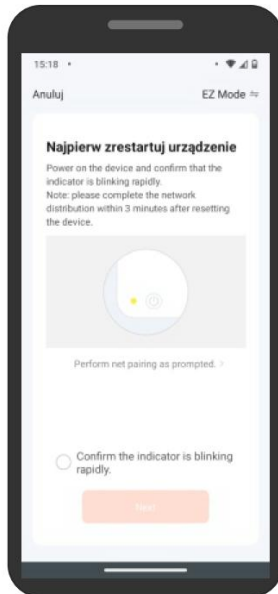 15:18
Anuluj EZ Mode
Najpierw zrestartuj urządzenie
Power on the device and confirm that the
indicator is blinking rapidly.
Note: please complete the network
distribution within 3 minutes after resetting
the device.
Perform net pairing as prompted. >
Confirm the indicator is blinking
rapidly.
Next